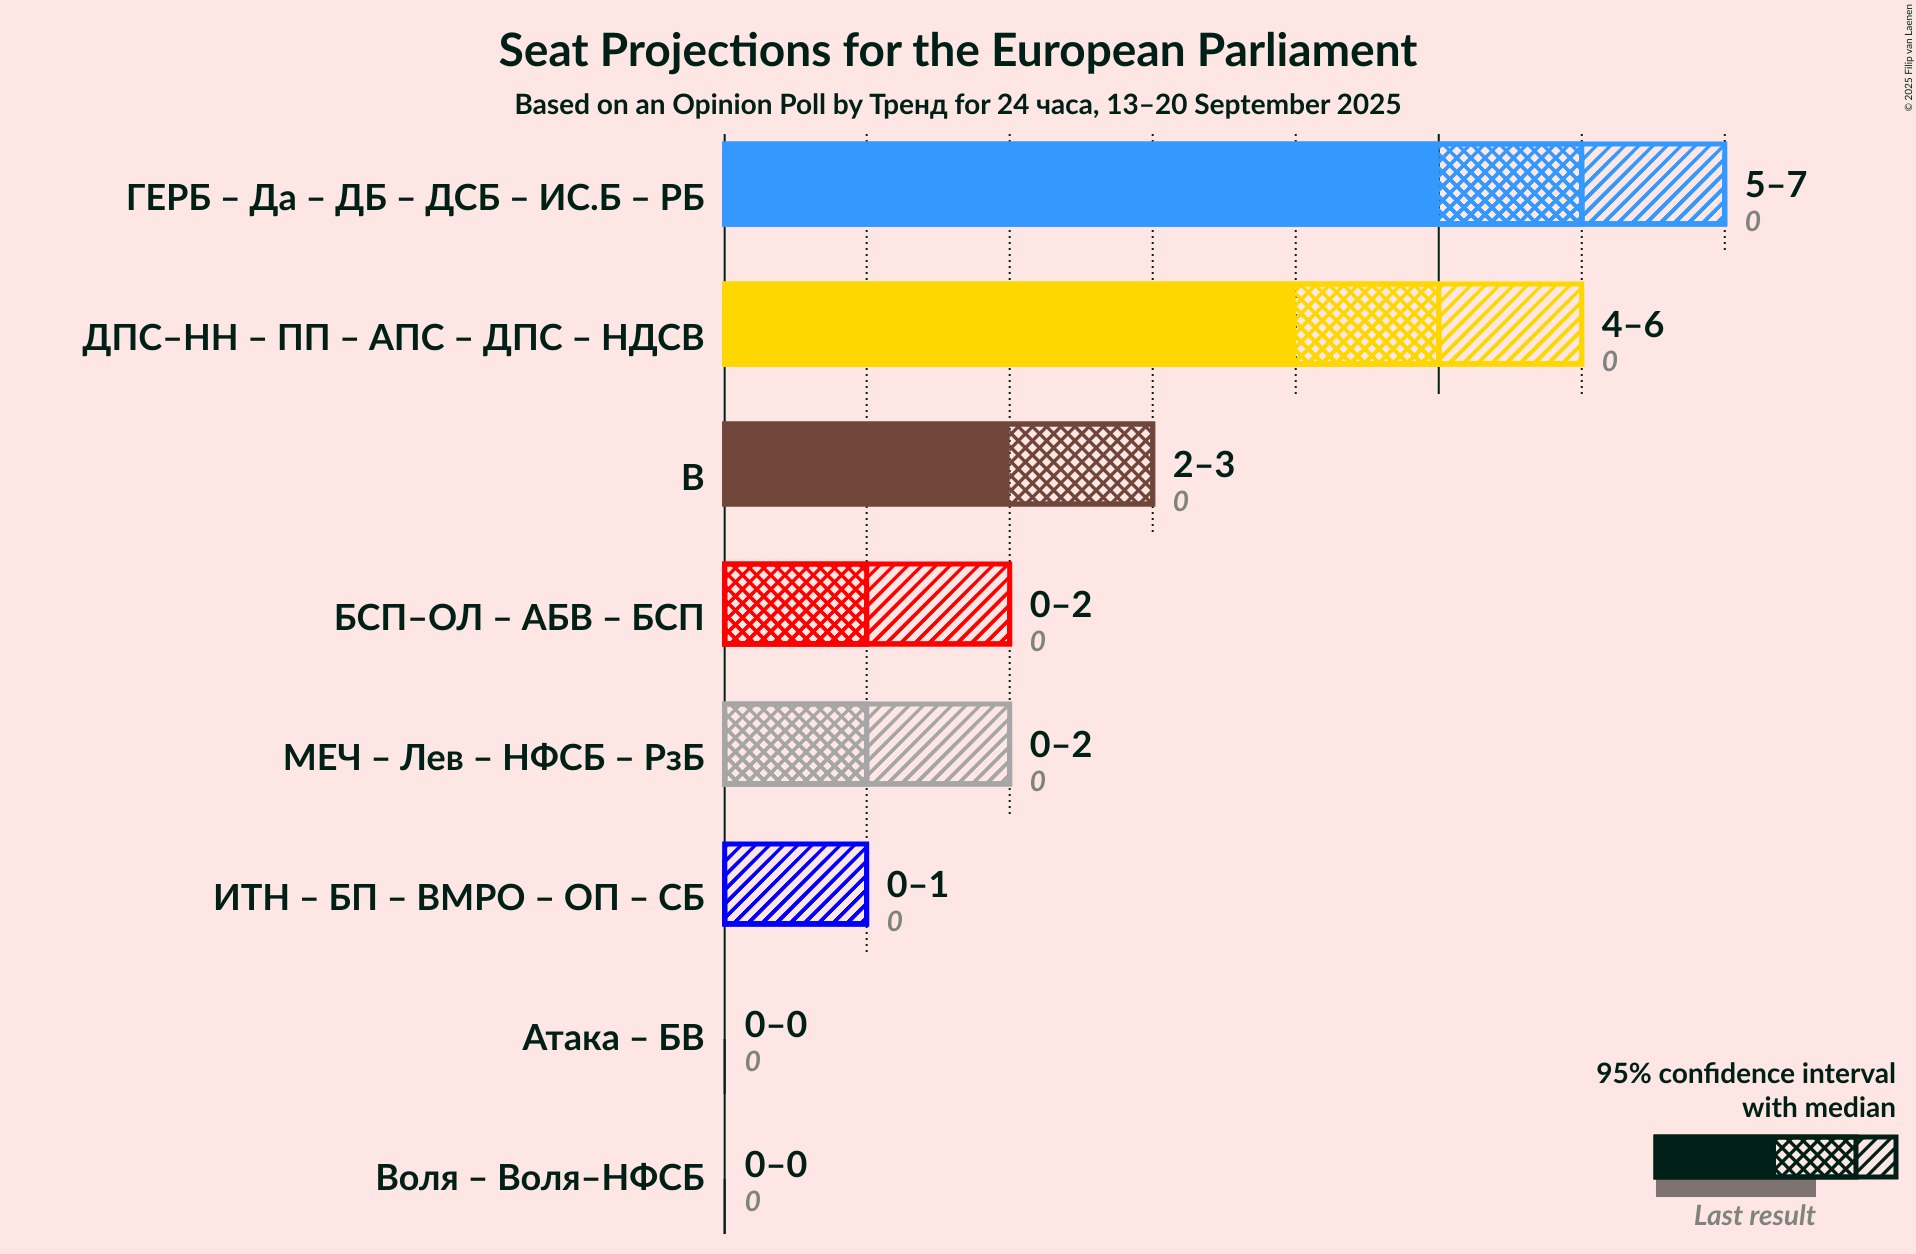 Seat Projections for the European Parliament
Based on an Opinion Poll by Тренд for 24 часа, 13–20 September 2025
© 2025 Filip van Laenen
ГЕРБ – Да – ДБ – ДСБ – ИС.Б – РБ
5–7
0
ДПС–НН – ПП – АПС – ДПС – НДСВ
4–6
0
В
2–3
0
БСП–ОЛ – АБВ – БСП
0–2
0
МЕЧ – Лев – НФСБ – РзБ
0–2
0
ИТН – БП – ВМРО – ОП – СБ
0–1
0
Атака – БВ
0–0
0
Воля – Воля–НФСБ
0–0
0
95% confidence interval
with median
Last result